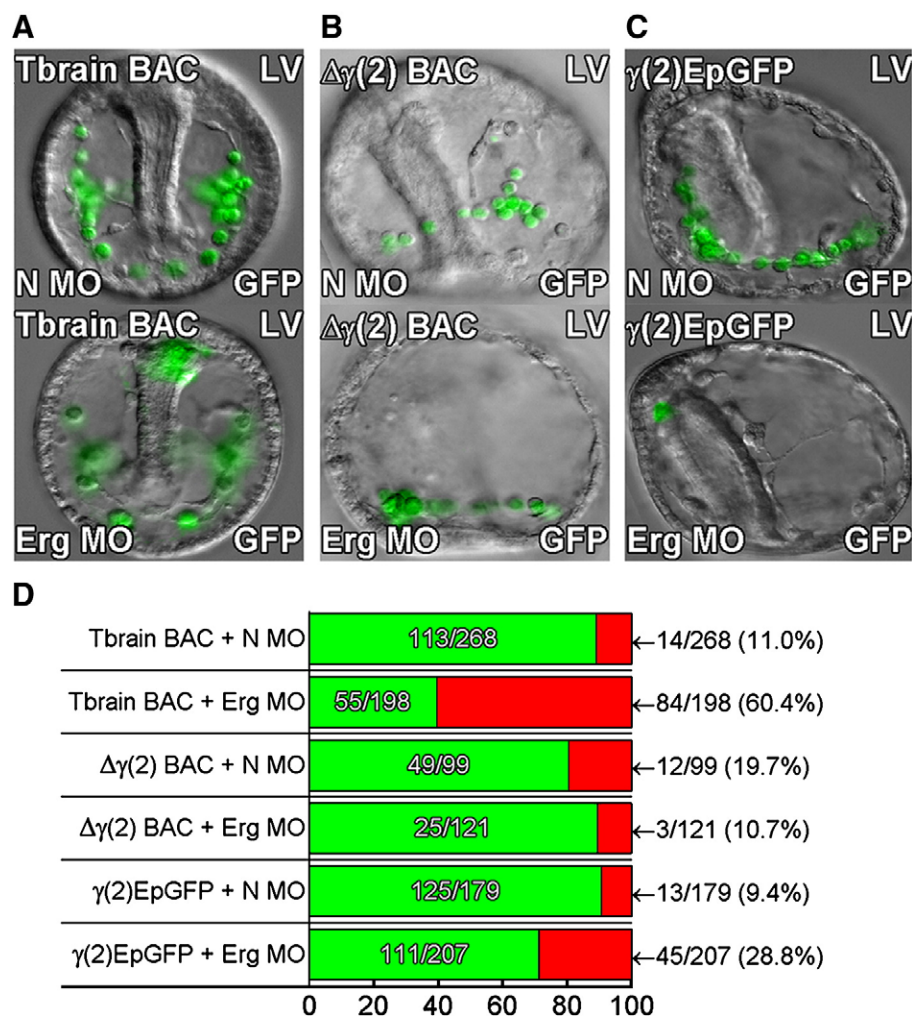 A
B
C
Tbrain BAC LV
Δγ(2) BAC LV
γ(2)EpGFP LV
N MO GFP
N MO GFP
N MO GFP
Tbrain BAC LV
Δγ(2) BAC LV
γ(2)EpGFP LV
Erg MO GFP
Erg MO GFP
Erg MO GFP
D
Tbrain BAC + N MO 113/268 ←14/268 (11.0%)
Tbrain BAC + Erg MO 55/198 ←84/198 (60.4%)
Δγ(2) BAC + N MO 49/99 ←12/99 (19.7%)
Δγ(2) BAC + Erg MO 25/121 ←3/121 (10.7%)
γ(2)EpGFP + N MO 125/179 ←13/179 (9.4%)
γ(2)EpGFP + Erg MO 111/207 ←45/207 (28.8%)
0 20 40 60 80 100